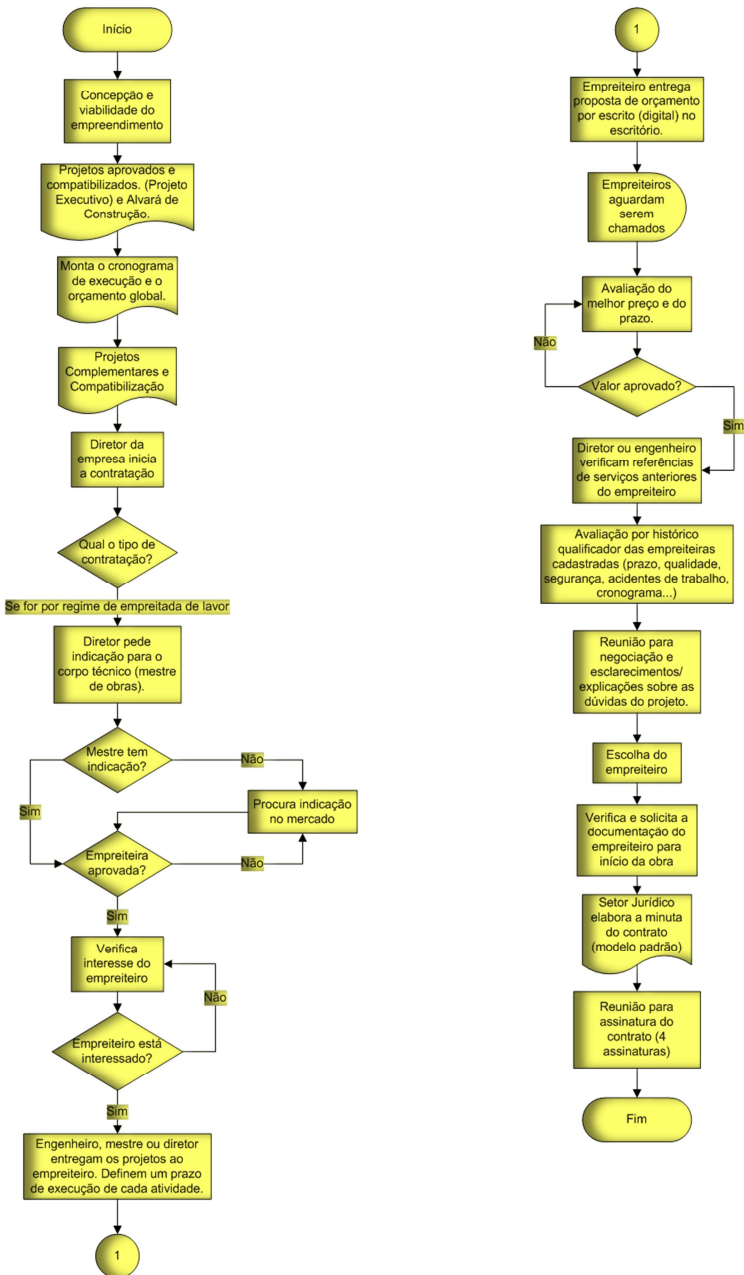 Início
Concepção e
viabilidade do
empreendimento
Projetos aprovados e
compatibilizados. (Projeto
Executivo) e Alvará de
Construção.
Monta o cronograma
de execução e o
orçamento global.
Projetos
Complementares e
Compatibilização
Diretor da
empresa inicia
a contratação
Qual o tipo de
contratação?
Se for por regime de empreitada de lavor
Diretor pede
indicação para o
corpo técnico (mestre
de obras).
Mestre tem
indicação?
Não
Sim
Procura indicação
no mercado
Empreiteira
aprovada?
Não
Sim
Verifica
interesse do
empreiteiro
Não
Empreiteiro está
interessado?
Sim
Engenheiro, mestre ou diretor
entregam os projetos ao
empreiteiro. Definem um prazo
de execução de cada atividade.
1
1
Empreiteiro entrega
proposta de orçamento
por escrito (digital) no
escritório.
Empreiteiros
aguardam
serem
chamados
Avaliação do
melhor preço e do
prazo.
Não
Valor aprovado?
Sim
Diretor ou engenheiro
verificam referências
de serviços anteriores
do empreiteiro
Avaliação por histórico
qualificador das empreiteiras
cadastradas (prazo, qualidade,
segurança, acidentes de trabalho,
cronograma...)
Reunião para
negociação e
esclarecimentos/
explicações sobre as
dúvidas do projeto.
Escolha do
empreiteiro
Verifica e solicita a
documentação do
empreiteiro para
início da obra
Setor Jurídico
elabora a minuta
do contrato
(modelo padrão)
Reunião para
assinatura do
contrato (4
assinaturas)
Fim